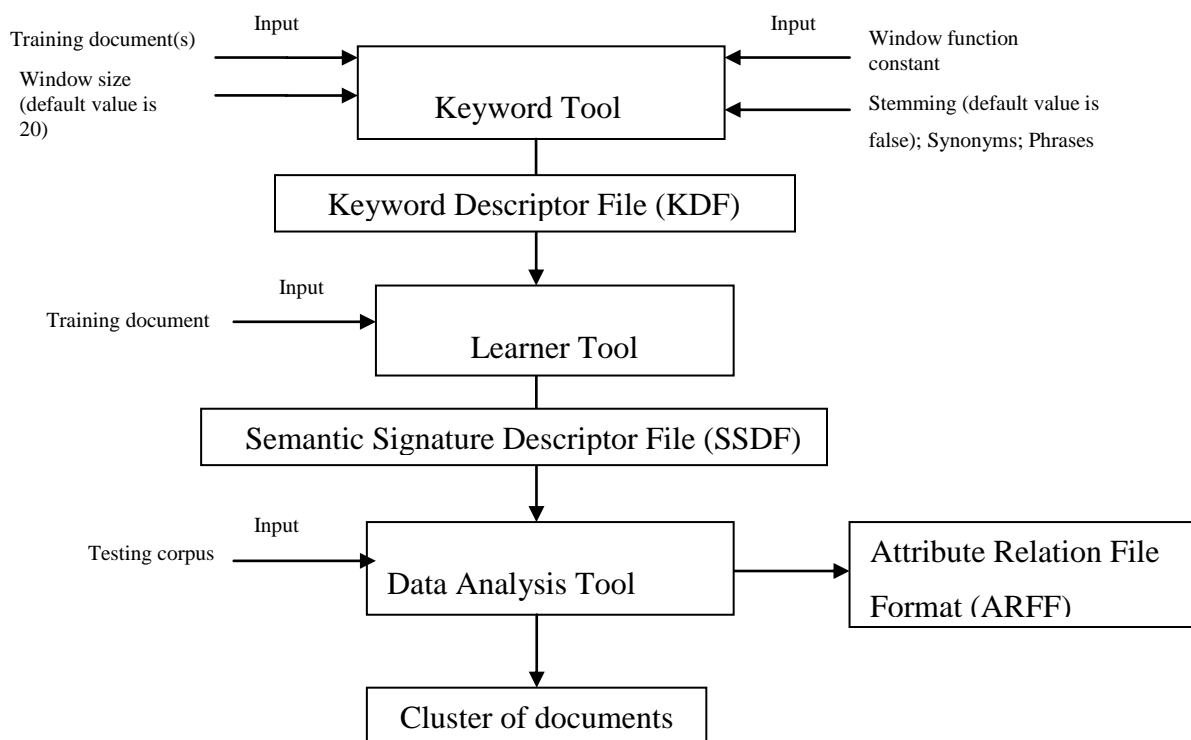 Input
Training document(s)
Window size
(default value is
20)
Input
Window function
constant
Stemming (default value is
false); Synonyms; Phrases
Keyword Tool
Keyword Descriptor File (KDF)
Input
Training document
Learner Tool
Semantic Signature Descriptor File (SSDF)
Input
Testing corpus
Data Analysis Tool
Attribute Relation File
Format (ARFF)
Cluster of documents